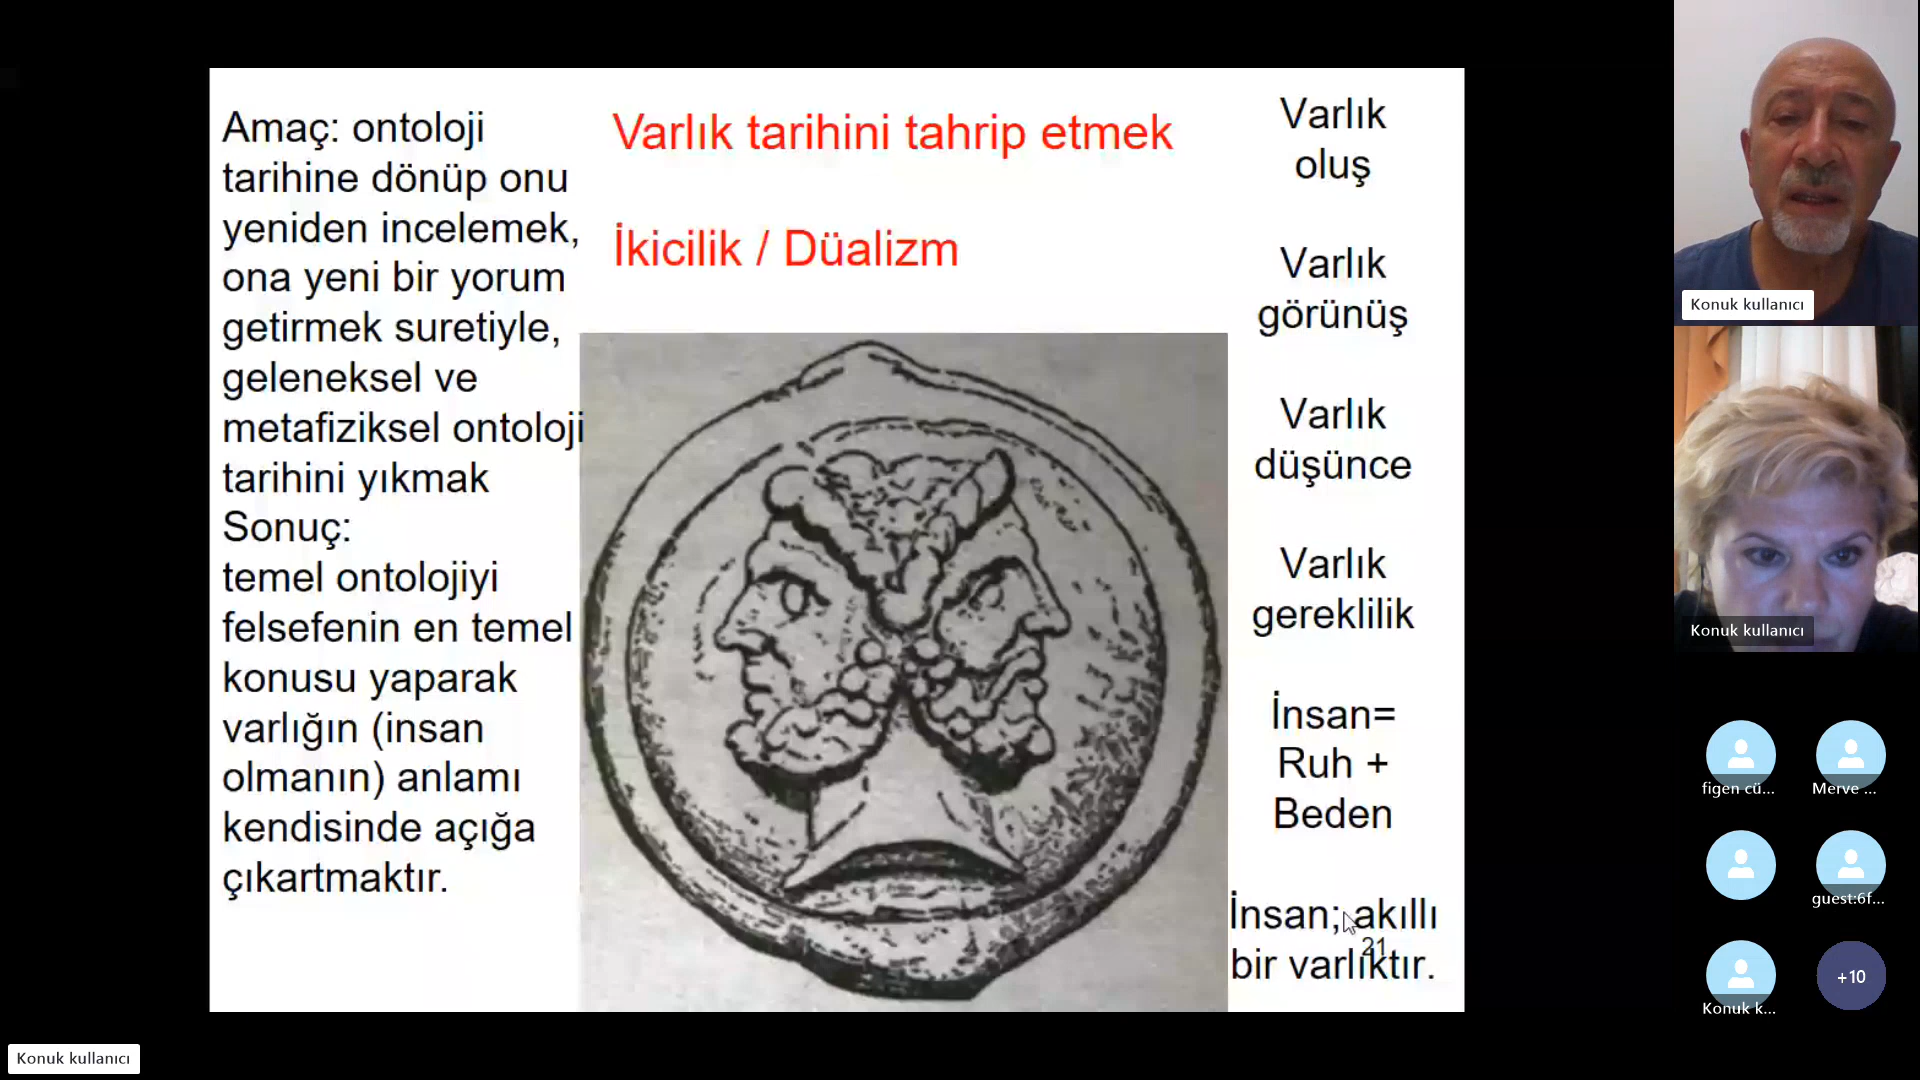 Amaç: ontoloji
tarihine dönüp onu
yeniden incelemek,
ona yeni bir yorum
getirmek suretiyle,
geleneksel ve
metafiziksel ontoloji
tarihini yıkmak
Sonuç:
temel ontolojiyi
felsefenin en temel
konusu yaparak
varlığın (insan
olmanın) anlamı
kendisinde açığa
çıkartmaktır.
Varlık tarihini tahrip etmek
İkicilik / Düalizm
Varlık
oluş
Varlık
görünüş
Varlık
düşünce
Varlık
gereklilik
İnsan=
Ruh +
Beden
İnsan; akıllı
bir varlıktır.
21
Konuk kullanıcı
Konuk kullanıcı
figen cü...
Merve ...
guest:6f...
Konuk k...
+10
Konuk kullanıcı